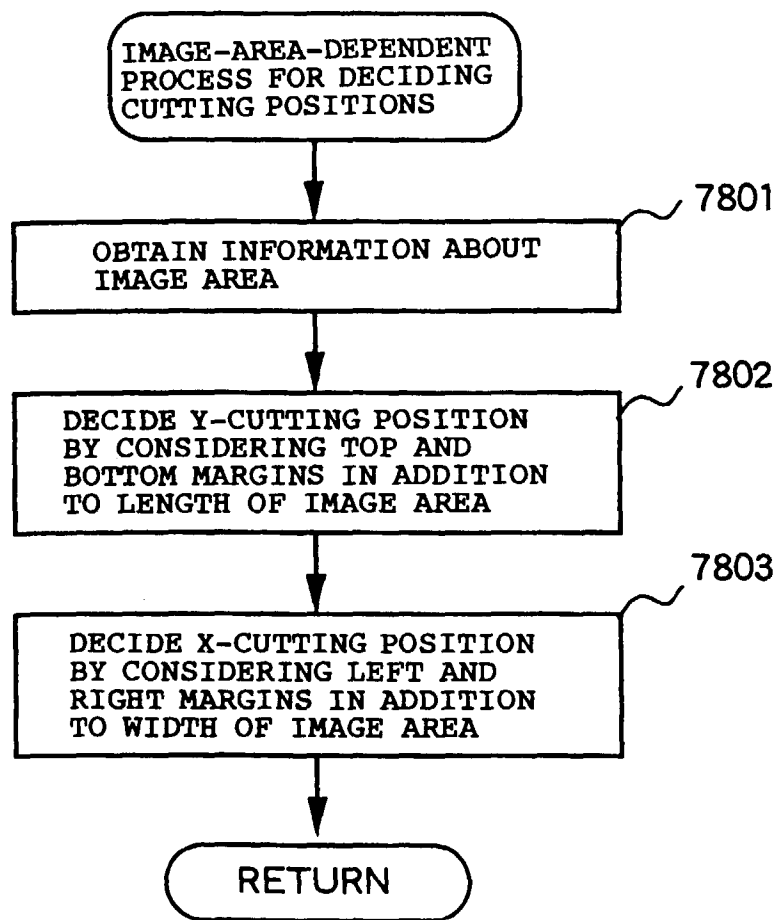 IMAGE-AREA-DEPENDENT
PROCESS FOR DECIDING
CUTTING POSITIONS
7801
OBTAIN INFORMATION ABOUT
IMAGE AREA
7802
DECIDE Y-CUTTING POSITION
BY CONSIDERING TOP AND
BOTTOM MARGINS IN ADDITION
TO LENGTH OF IMAGE AREA
7803
DECIDE X-CUTTING POSITION
BY CONSIDERING LEFT AND
RIGHT MARGINS IN ADDITION
TO WIDTH OF IMAGE AREA
RETURN